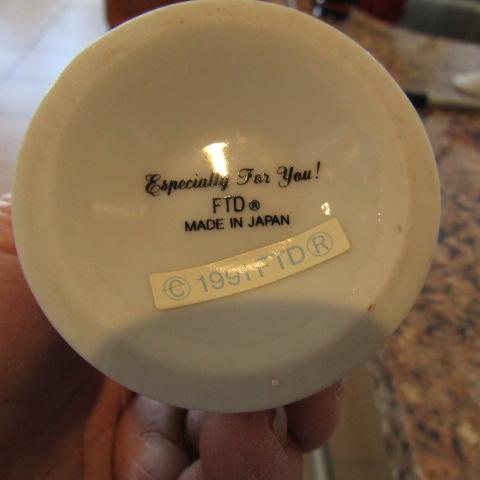 Especially For You!
FTD®
MADE IN JAPAN
© 1991 FTD®